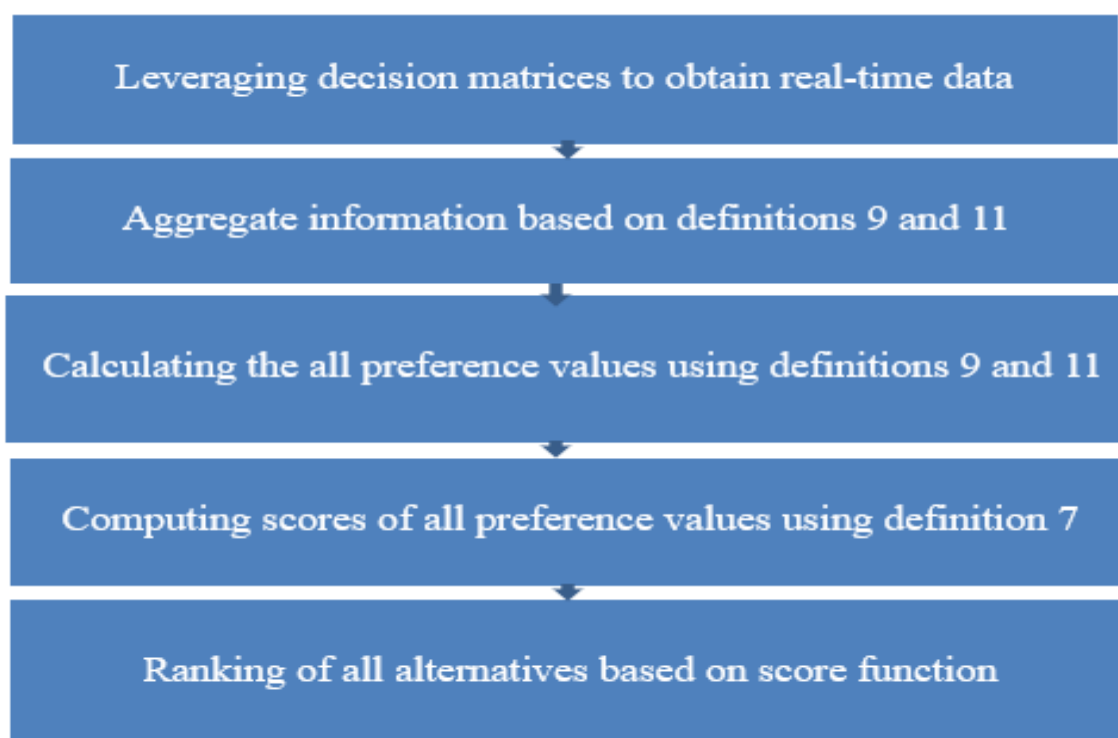 Leveraging decision matrices to obtain real-time data
Aggregate information based on definitions 9 and 11
Calculating the all preference values using definitions 9 and 11
Computing scores of all preference values using definition 7
Ranking of all alternatives based on score function